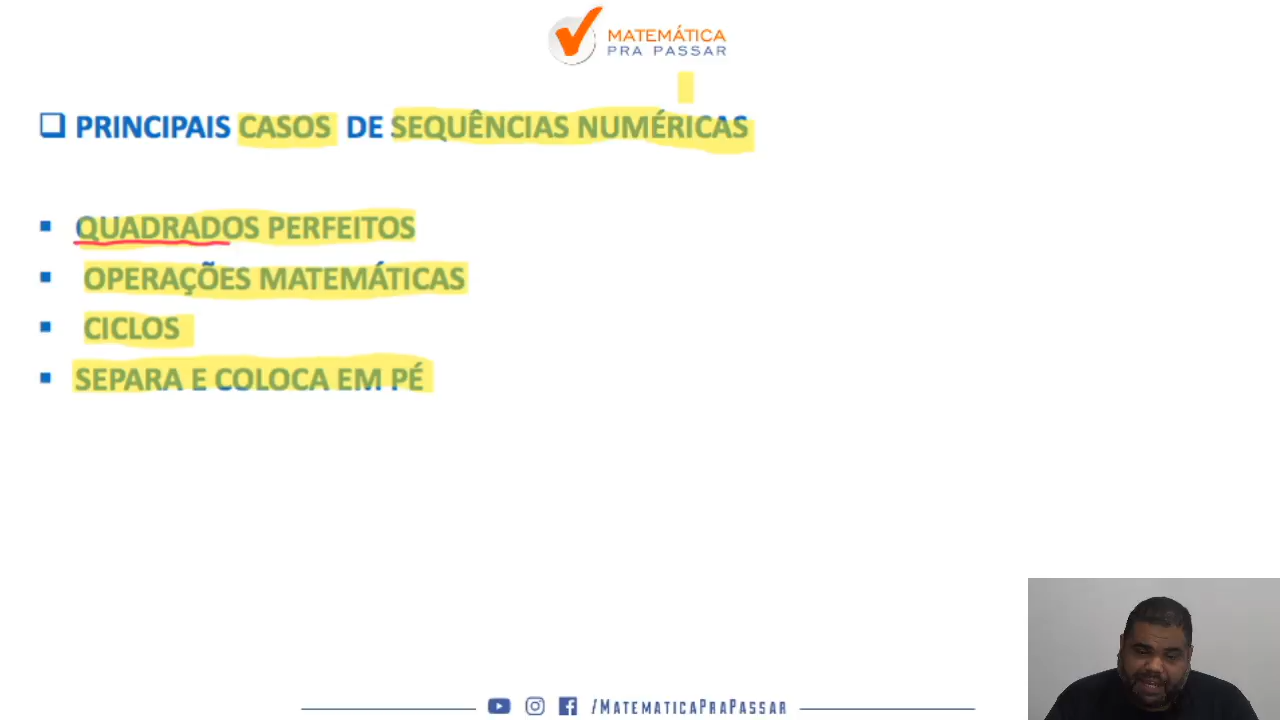 MATEMÁTICA
PRA PASSAR
PRINCIPAIS CASOS DE SEQUÊNCIAS NUMÉRICAS
QUADRADOS PERFEITOS
OPERAÇÕES MATEMÁTICAS
CICLOS
SEPARA E COLOCA EM PÉ
/MATEMATICAPRAPASSAR